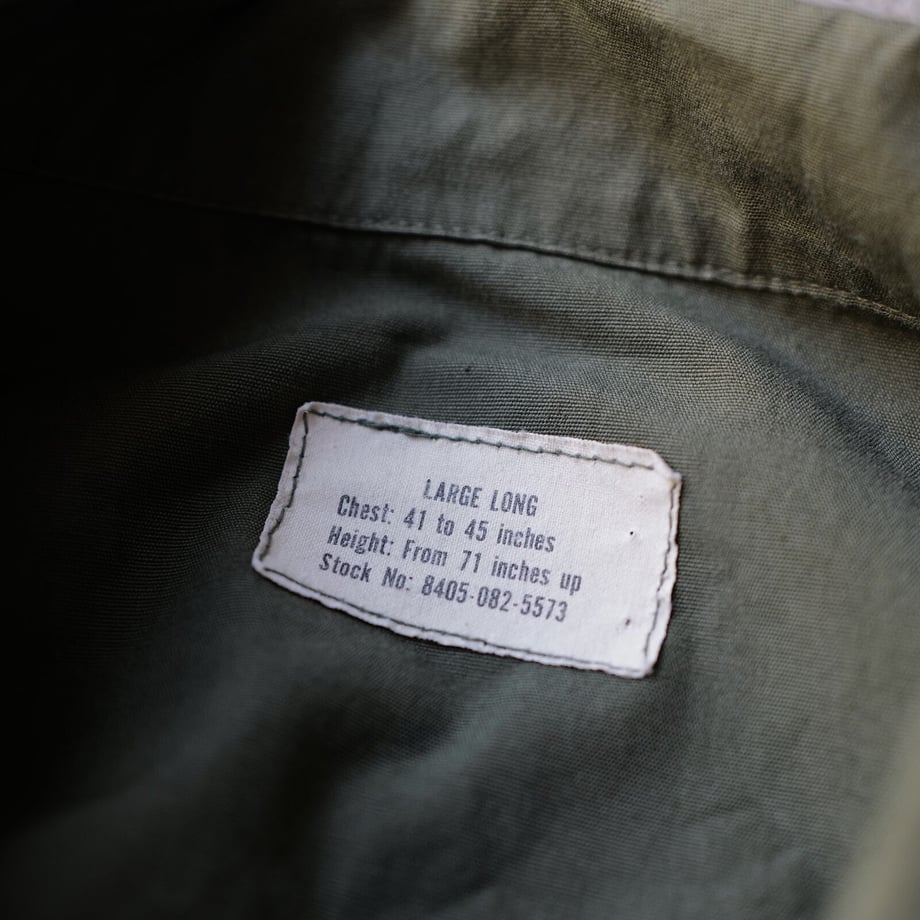 LARGE LONG
Chest: 41 to 45 inches
Height: From 71 inches up
Stock No: 8405-082-5573